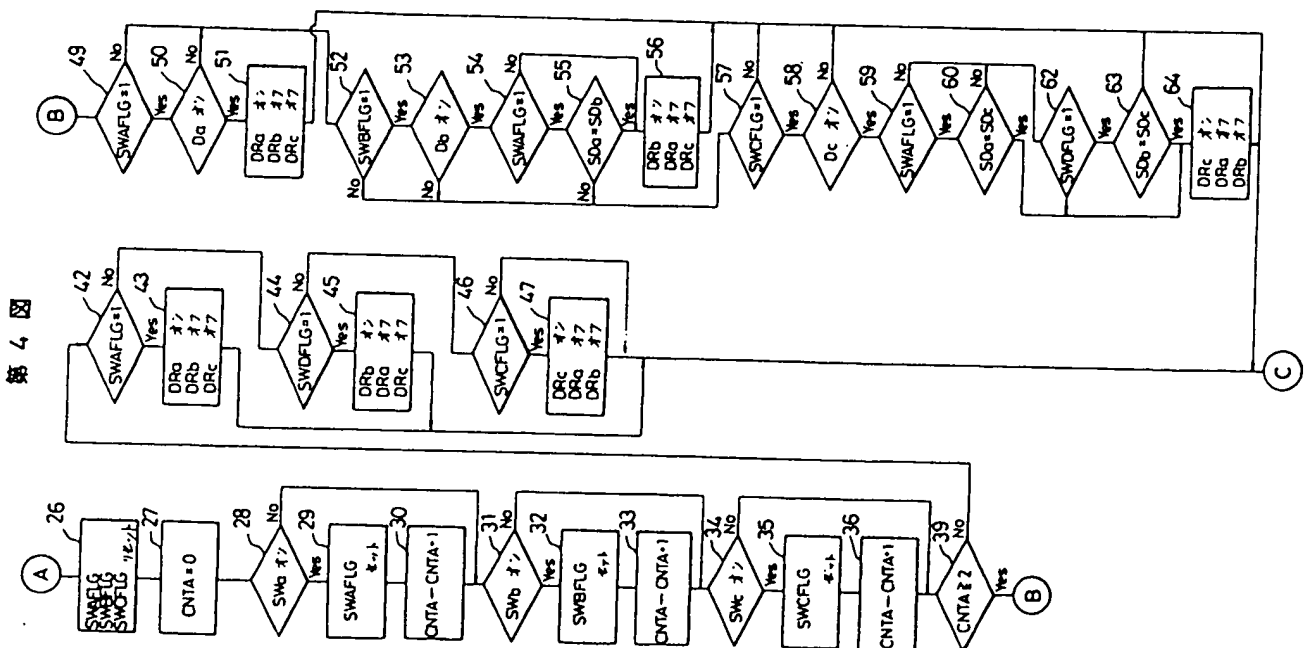 第 4 図
A
SWAFLG
SWBFLG
SWCFLG
リセット
26
CNTA=0
27
SWa オン
28
No
Yes
SWAFLG
セット
29
CNTA←CNTA+1
30
SWb オン
31
No
Yes
SWBFLG
セット
32
CNTA←CNTA+1
33
SWc オン
34
No
Yes
SWCFLG
セット
35
CNTA←CNTA+1
36
CNTA≧2
39
No
Yes
B
SWAFLG=1
42
No
Yes
DRa オン
DRb オフ
DRc オフ
43
SWBFLG=1
44
No
Yes
DRb オン
DRa オフ
DRc オフ
45
SWCFLG=1
46
No
Yes
DRc オン
DRa オフ
DRb オフ
47
B
SWAFLG=1
49
No
Yes
Da オン
50
No
Yes
DRa オン
DRb オフ
DRc オフ
51
SWBFLG=1
52
No
Yes
Db オン
53
No
Yes
SWAFLG=1
54
No
Yes
SDa=SDb
55
No
Yes
DRb オン
DRa オフ
DRc オフ
56
SWCFLG=1
57
No
Yes
Dc オン
58
No
Yes
SWAFLG=1
59
No
Yes
SDa=SDc
60
No
Yes
SWBFLG=1
62
Yes
SDb=SDc
63
No
Yes
DRc オン
DRa オフ
DRb オフ
64
C